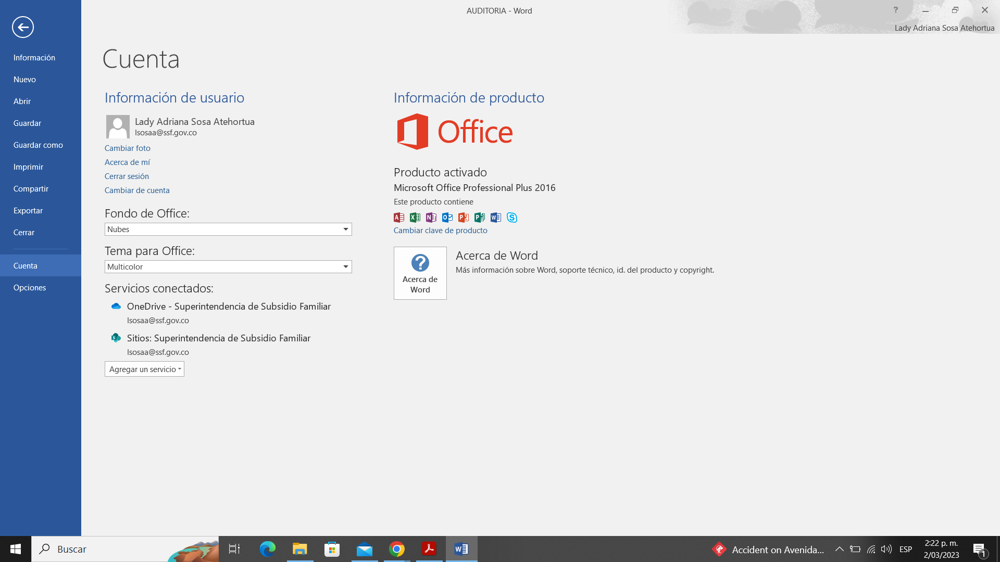 AUDITORIA - Word
?
Lady Adriana Sosa Atehortua
Información
Nuevo
Abrir
Guardar
Guardar como
Imprimir
Compartir
Exportar
Cerrar
Cuenta
Opciones
Cuenta
Información de usuario
Lady Adriana Sosa Atehortua
lsosaa@ssf.gov.co
Cambiar foto
Acerca de mí
Cerrar sesión
Cambiar de cuenta
Fondo de Office:
Nubes
Tema para Office:
Multicolor
Servicios conectados:
OneDrive - Superintendencia de Subsidio Familiar
lsosaa@ssf.gov.co
Sitios: Superintendencia de Subsidio Familiar
lsosaa@ssf.gov.co
Agregar un servicio
Información de producto
Office
Producto activado
Microsoft Office Professional Plus 2016
Este producto contiene
Cambiar clave de producto
Acerca de
Word
Acerca de Word
Más información sobre Word, soporte técnico, id. del producto y copyright.
Buscar
Accident on Avenida...
ESP
2:22 p. m.
2/03/2023
1